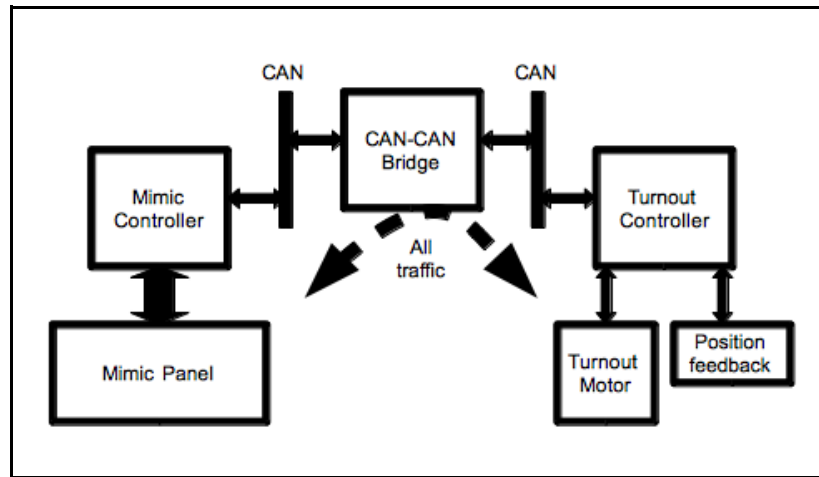 CAN
CAN
CAN-CAN
Bridge
Mimic
Controller
Turnout
Controller
All
traffic
Mimic Panel
Turnout
Motor
Position
feedback